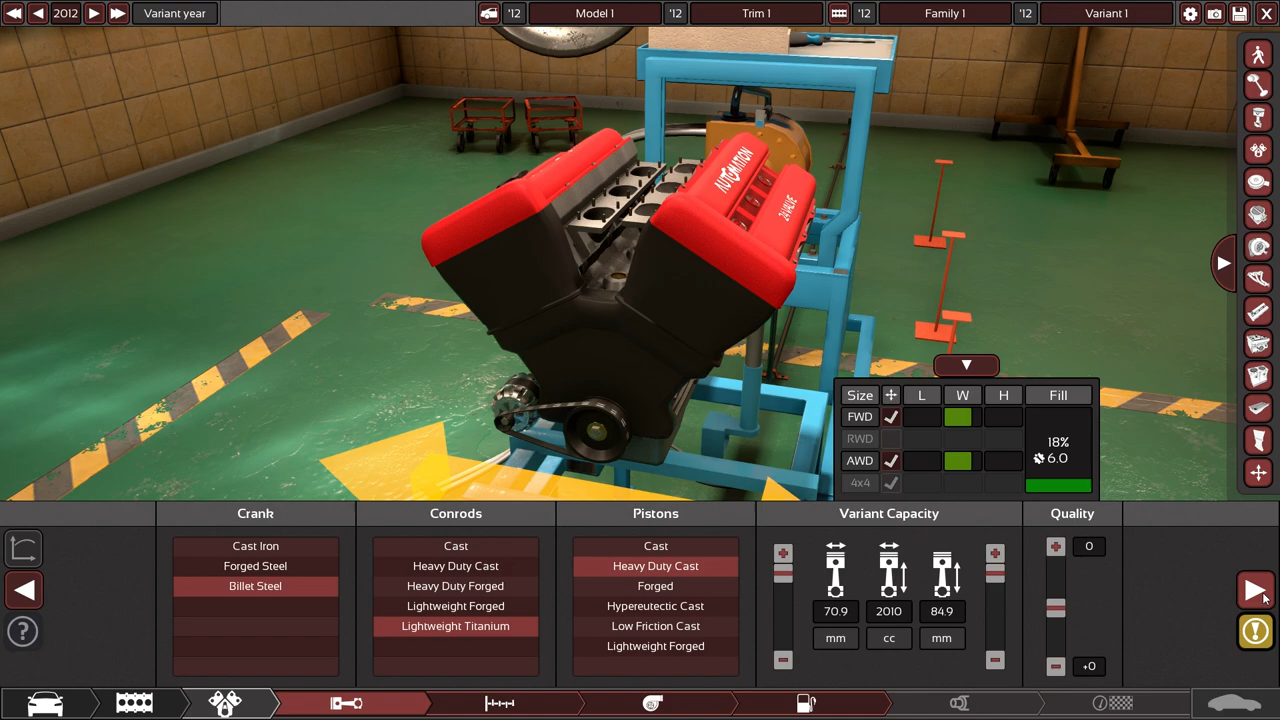 2012 Variant year '12 Model 1 '12 Trim 1 '12 Family 1 '12 Variant 1
AUTOMATION
24 VALVE
Size L W H Fill
FWD
RWD
AWD
4x4
18%
6.0
Crank Conrods Pistons Variant Capacity Quality
Cast Iron
Forged Steel
Billet Steel
Cast
Heavy Duty Cast
Heavy Duty Forged
Lightweight Forged
Lightweight Titanium
Cast
Heavy Duty Cast
Forged
Hypereutectic Cast
Low Friction Cast
Lightweight Forged
70.9 2010 84.9
mm cc mm
0
+0